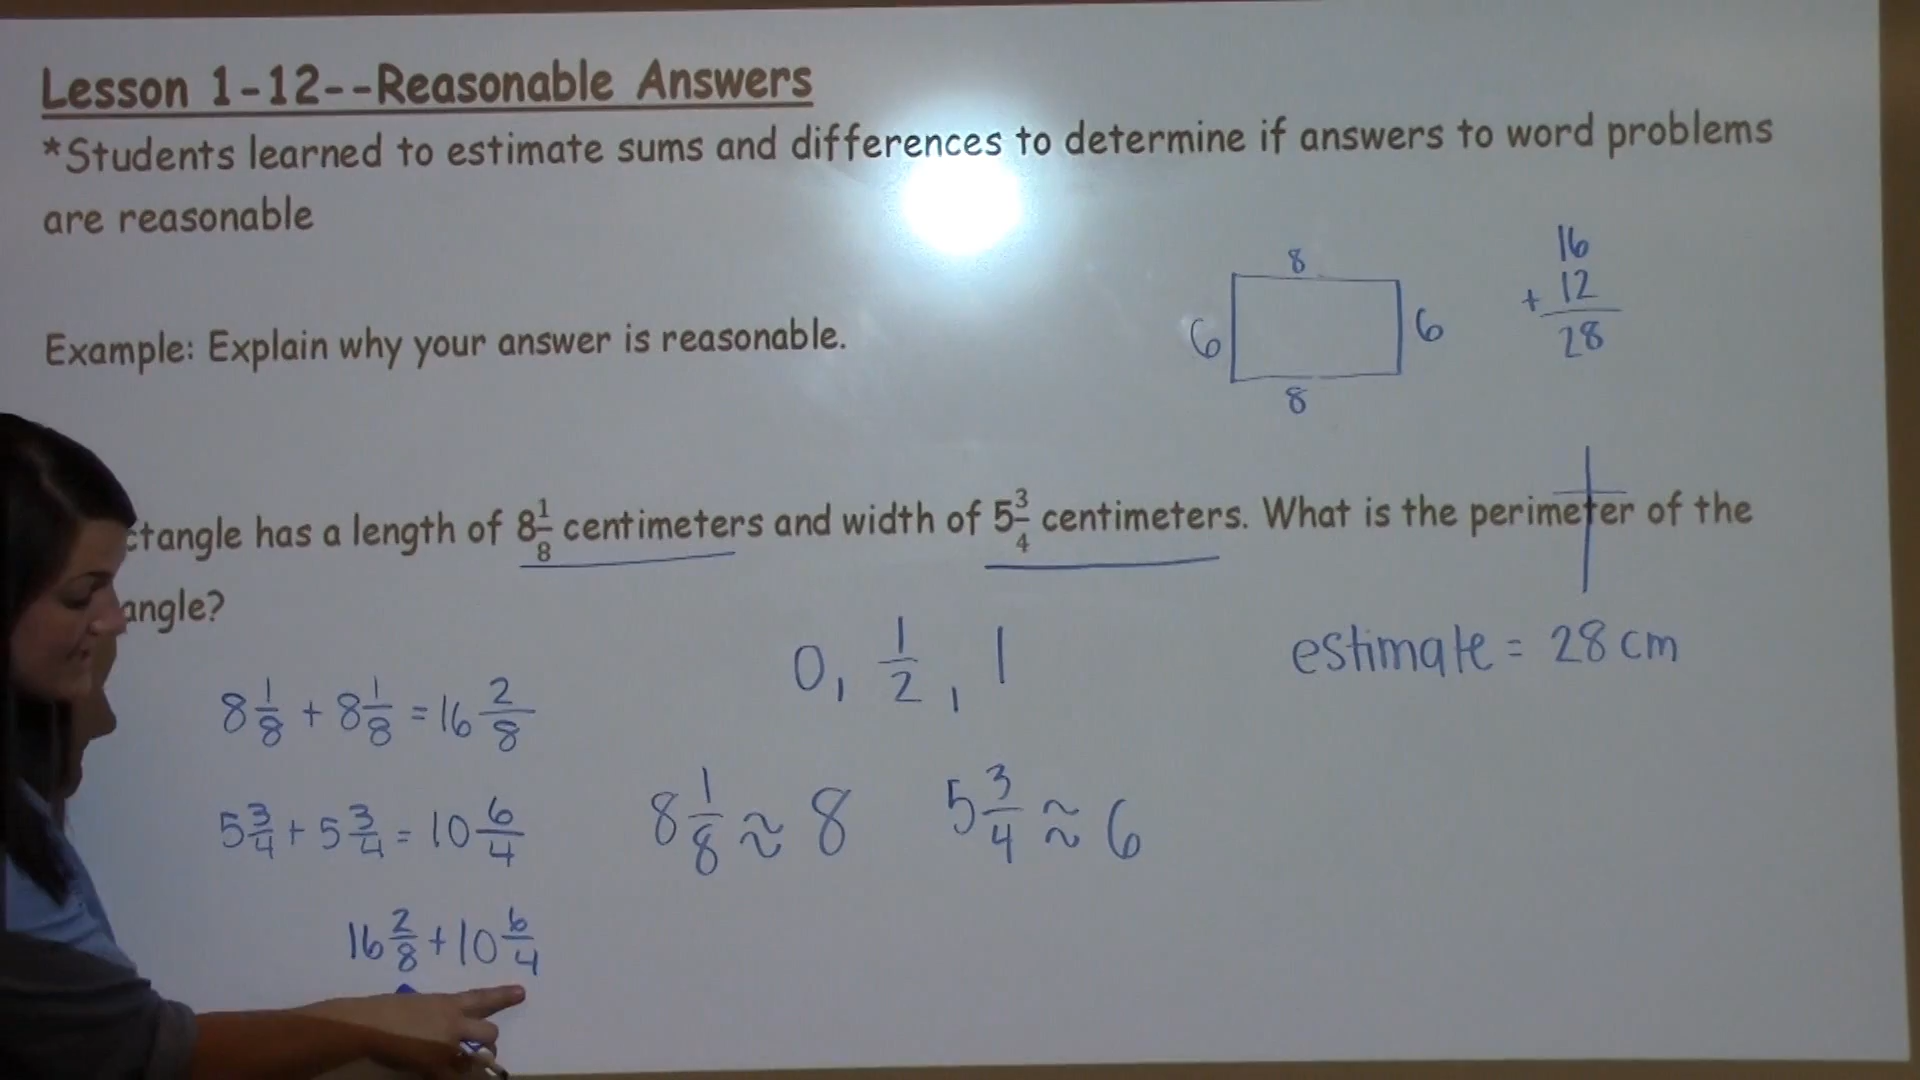 Lesson 1-12--Reasonable Answers
*Students learned to estimate sums and differences to determine if answers to word problems
are reasonable
Example: Explain why your answer is reasonable.
8
6
6
8
16
+ 12
28
ctangle has a length of 8 1/8 centimeters and width of 5 3/4 centimeters. What is the perimeter of the
angle?
0, 1/2, 1
estimate = 28 cm
8 1/8 + 8 1/8 = 16 2/8
5 3/4 + 5 3/4 = 10 6/4
8 1/8 ≈ 8
5 3/4 ≈ 6
16 2/8 + 10 6/4